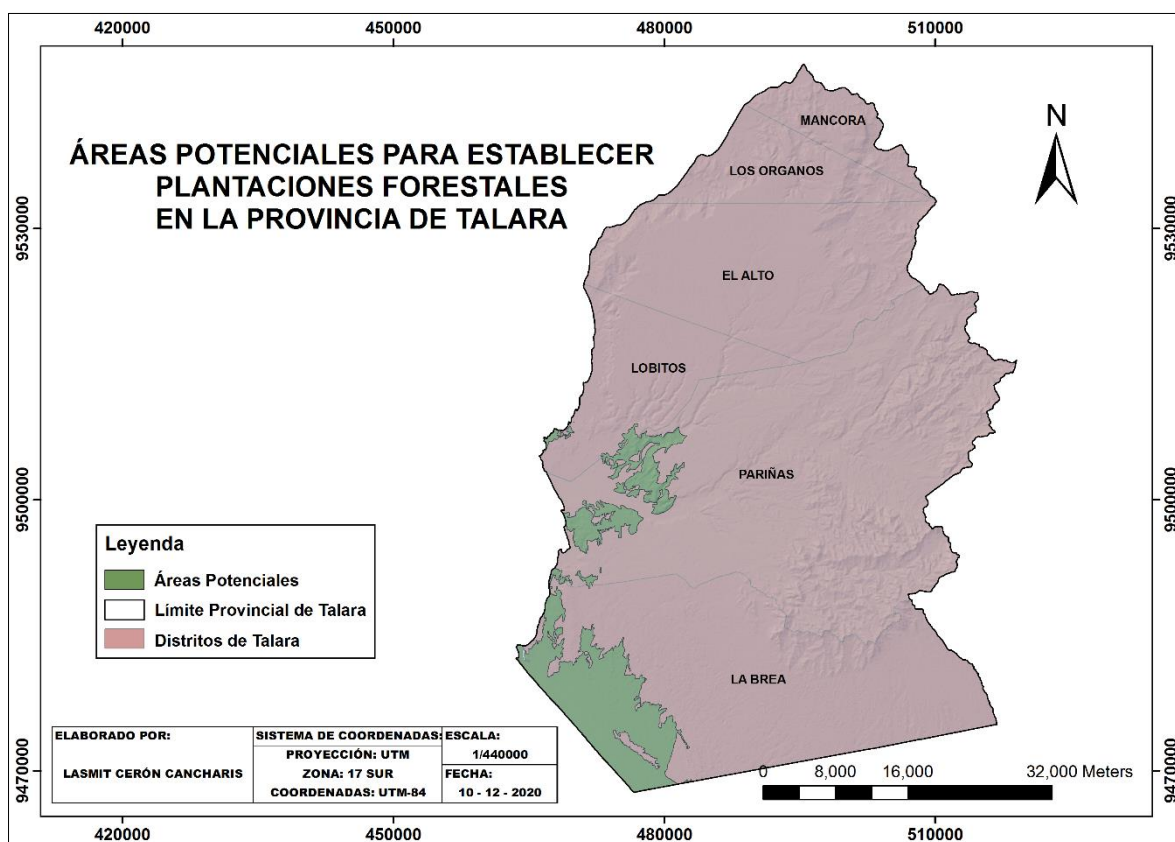 420000 450000 480000 510000
ÁREAS POTENCIALES PARA ESTABLECER
PLANTACIONES FORESTALES
EN LA PROVINCIA DE TALARA
N
MANCORA
LOS ORGANOS
9530000 9530000
EL ALTO
LOBITOS
PARIÑAS
9500000 9500000
Leyenda
Áreas Potenciales
Límite Provincial de Talara
Distritos de Talara
LA BREA
ELABORADO POR:
LASMIT CERÓN CANCHARIS
SISTEMA DE COORDENADAS:
PROYECCIÓN: UTM
ZONA: 17 SUR
COORDENADAS: UTM-84
ESCALA:
1/440000
FECHA:
10 - 12 - 2020
9470000 9470000
0 8,000 16,000 32,000 Meters
420000 450000 480000 510000